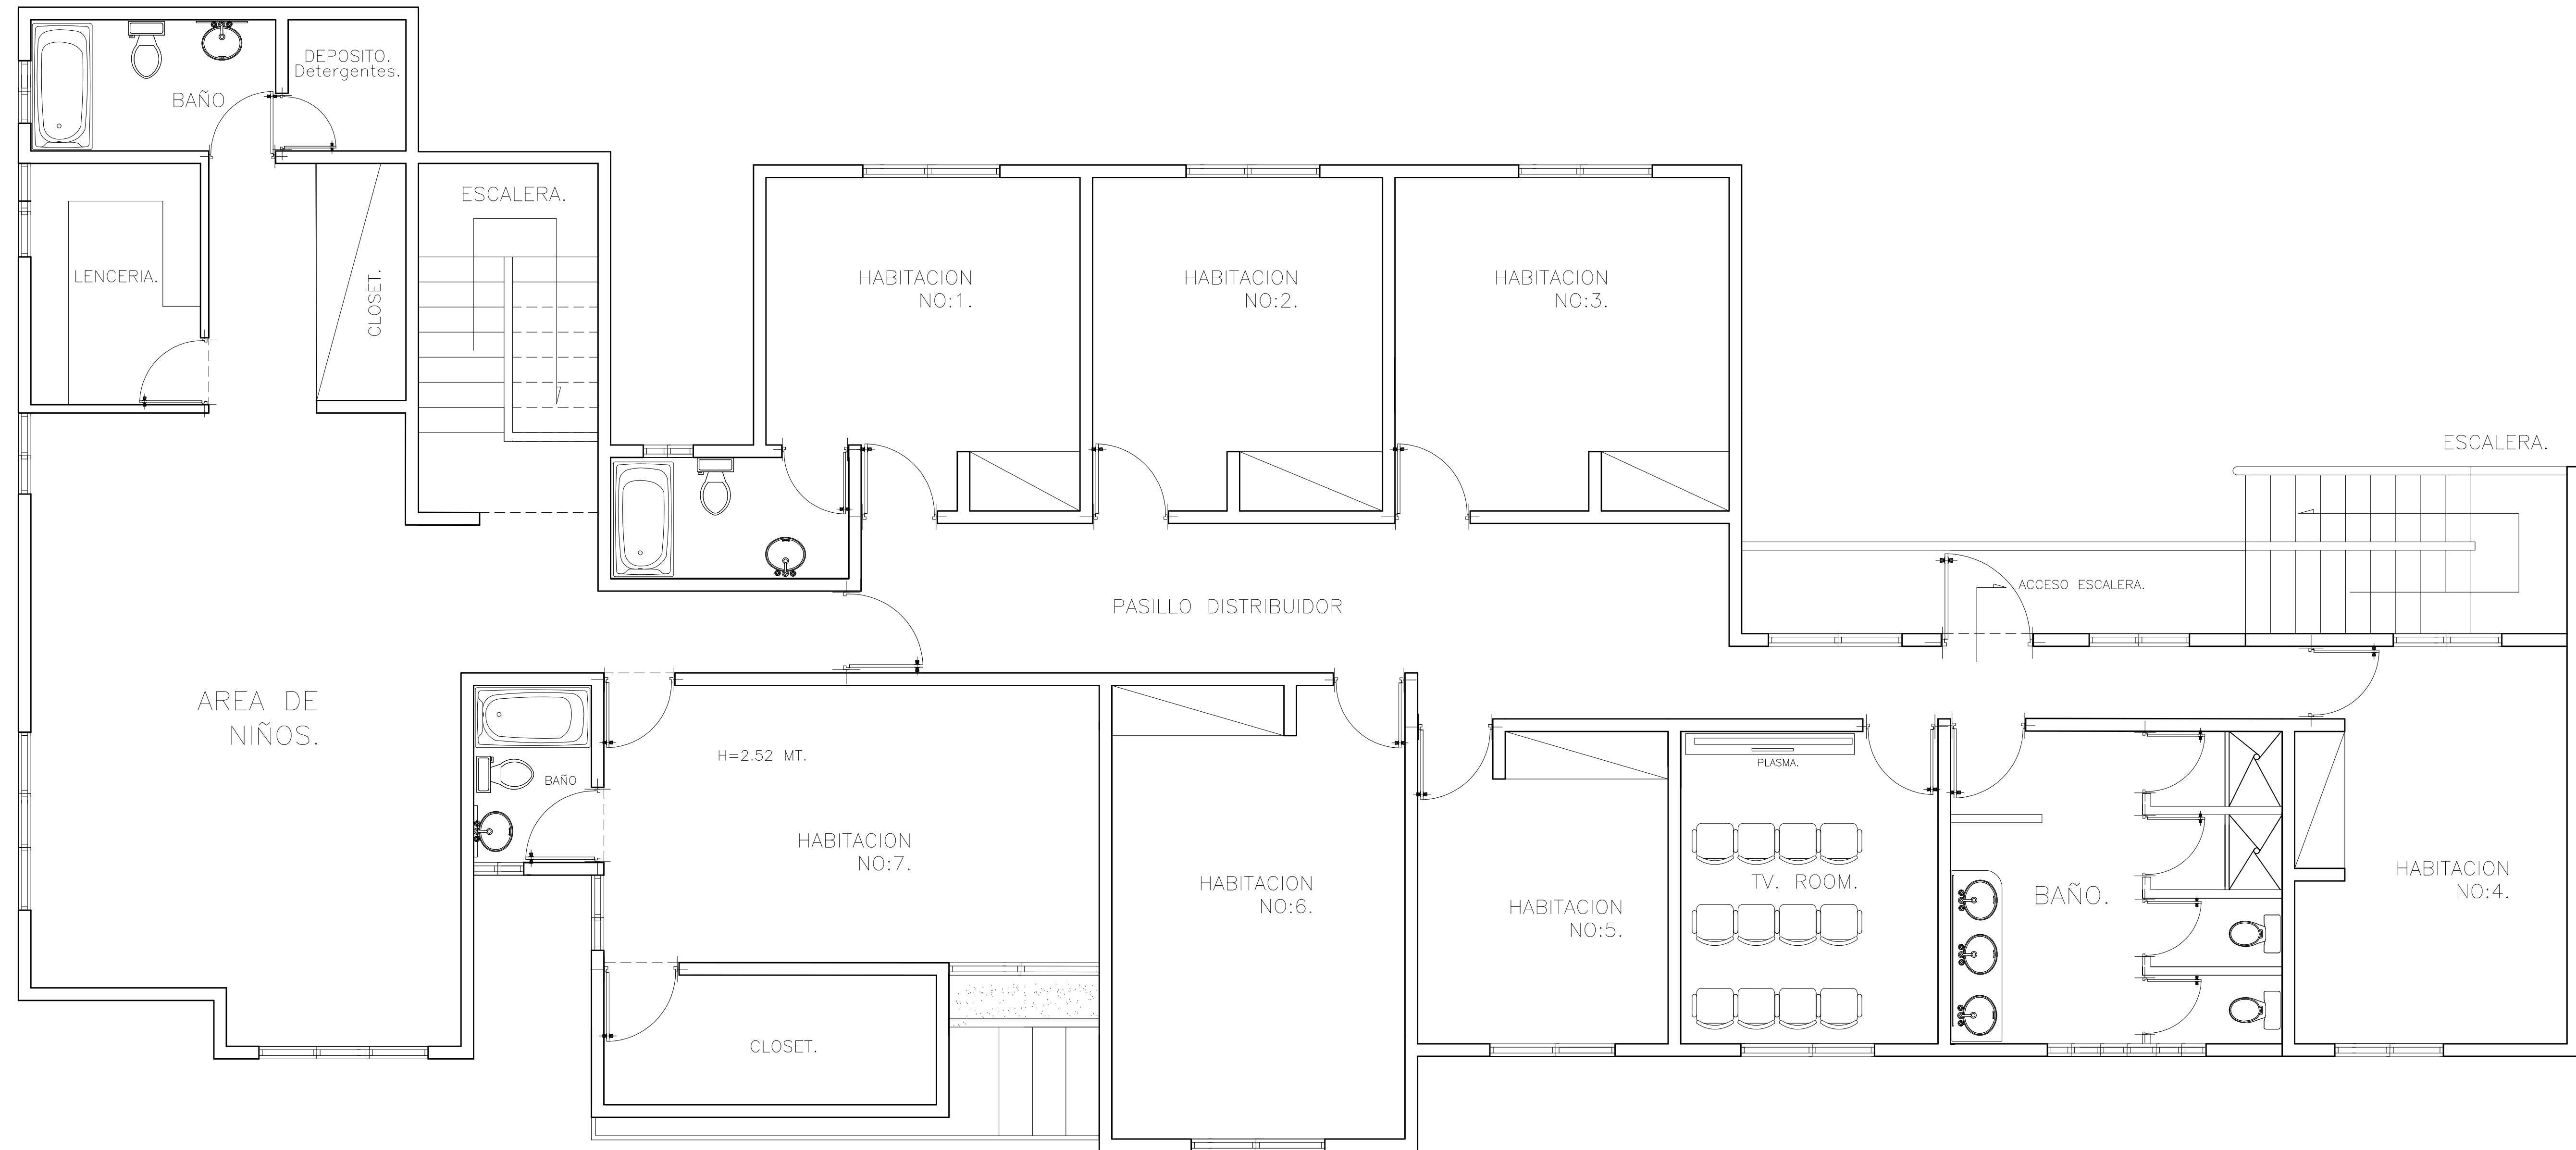 DEPOSITO.
Detergentes.
BAÑO
ESCALERA.
LENCERIA.
CLOSET.
HABITACION
NO:1.
HABITACION
NO:2.
HABITACION
NO:3.
ESCALERA.
ACCESO ESCALERA.
PASILLO DISTRIBUIDOR
AREA DE
NIÑOS.
H=2.52 MT.
BAÑO
HABITACION
NO:7.
CLOSET.
HABITACION
NO:6.
HABITACION
NO:5.
PLASMA.
TV. ROOM.
BAÑO.
HABITACION
NO:4.